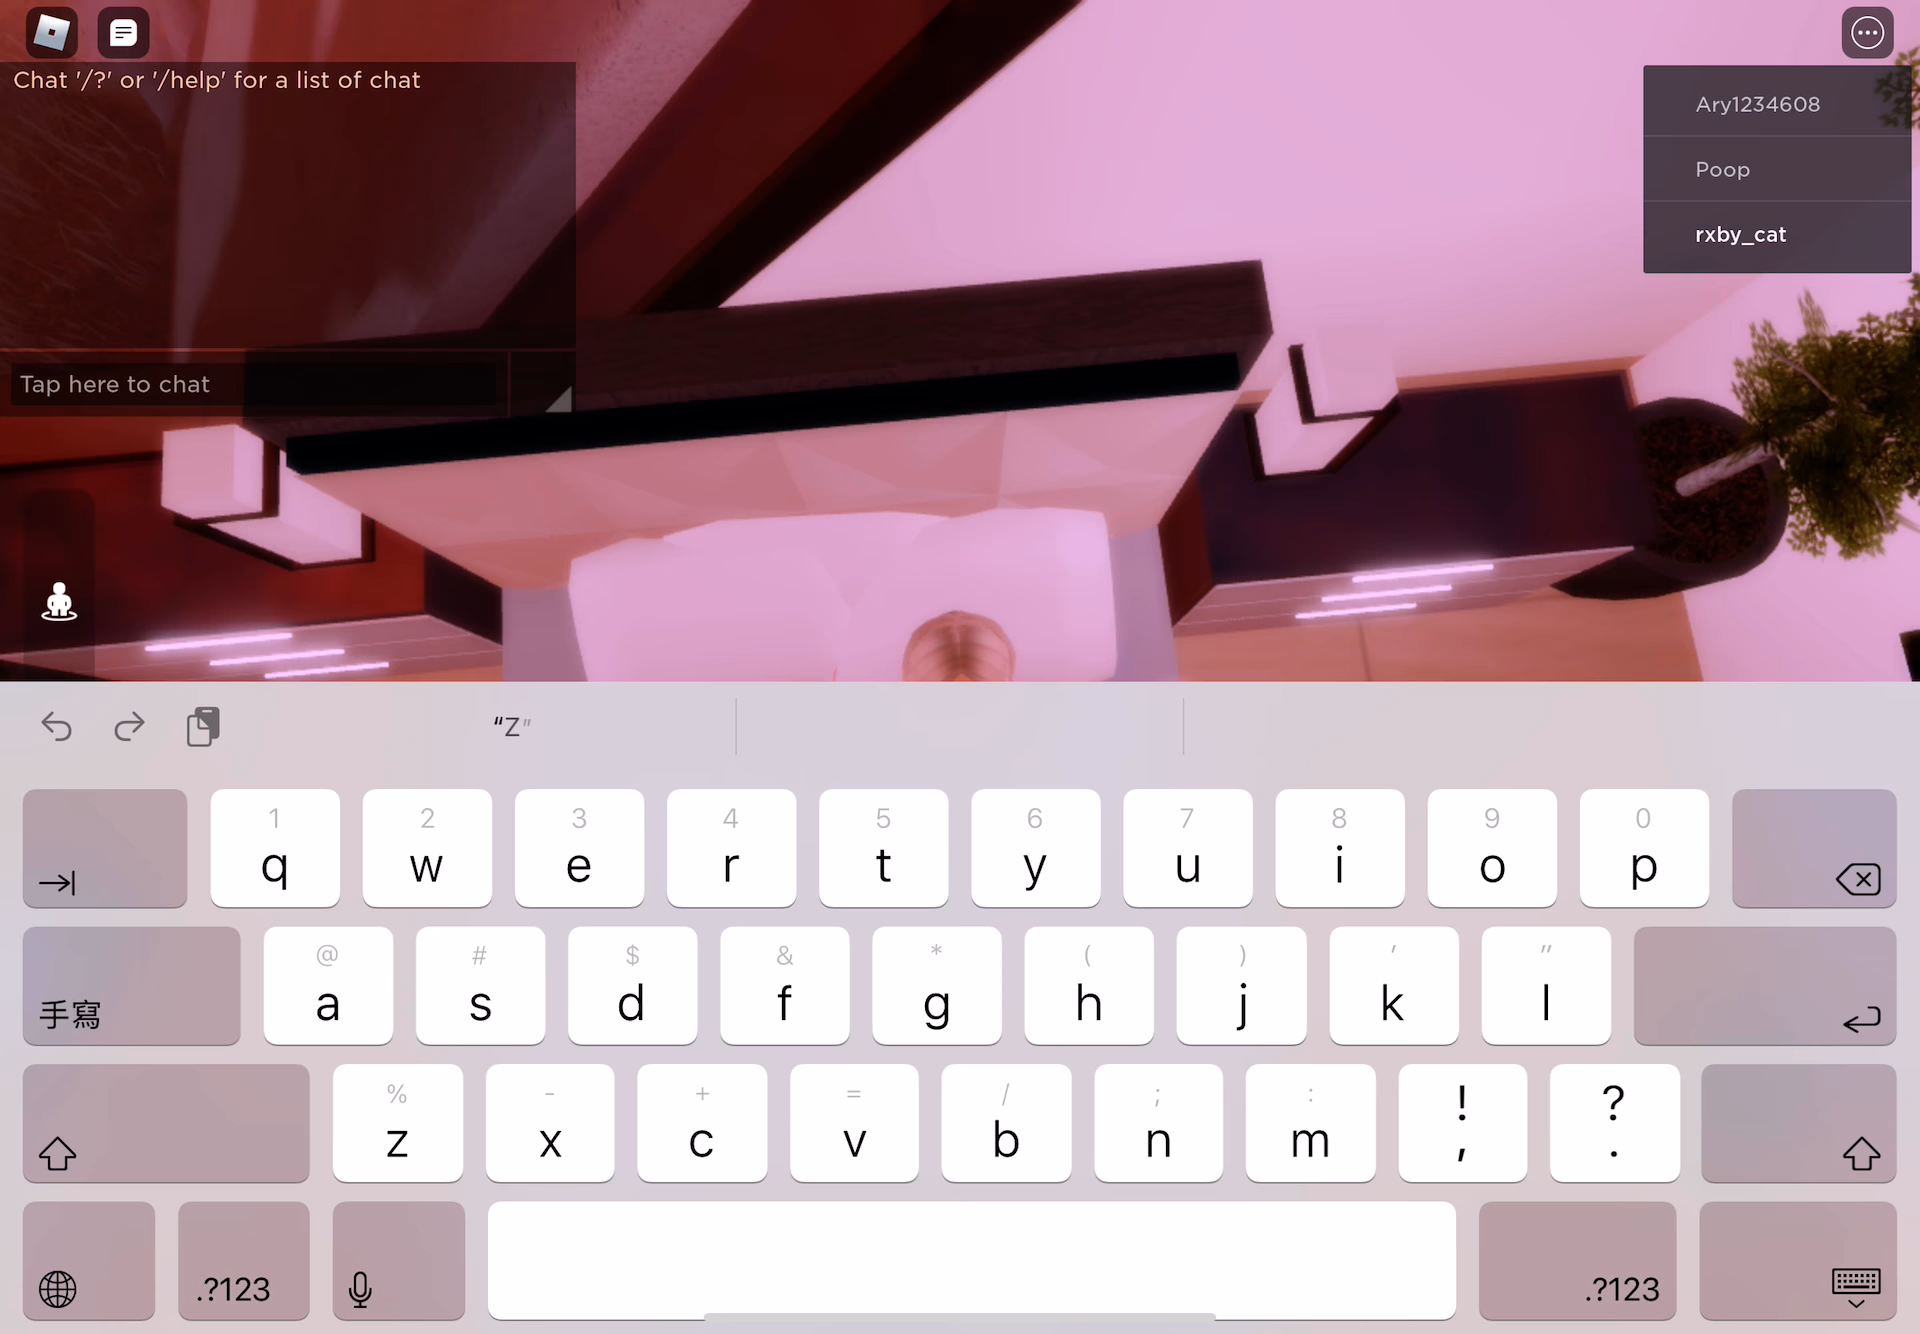 Chat '/?' or '/help' for a list of chat
Ary1234608
Poop
rxby_cat
Tap here to chat
“Z”
1 2 3 4 5 6 7 8 9 0
q w e r t y u i o p
@ # $ & * ( ) ' "
手寫 a s d f g h j k l
% - + = / ; : ! ?
z x c v b n m , .
.?123 .?123